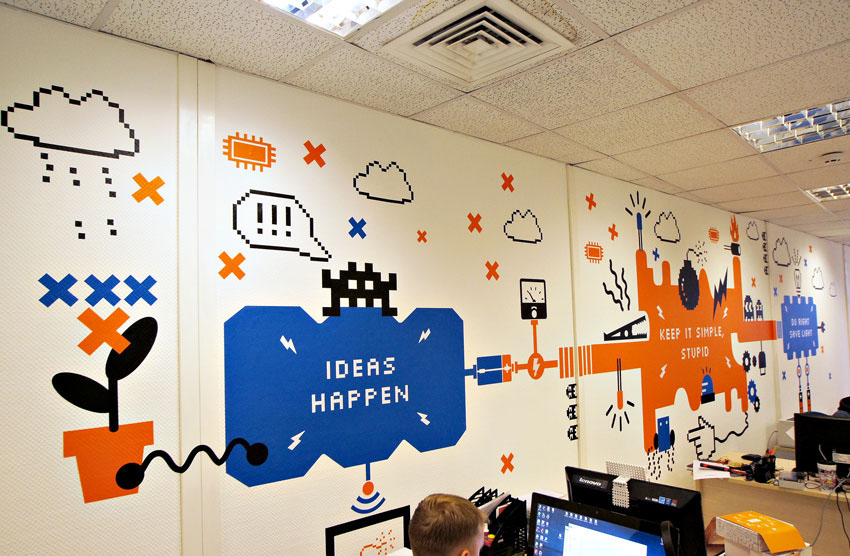 !!!
IDEAS
HAPPEN
KEEP IT SIMPLE,
STUPID
DO RIGHT
SAVE LIGHT
lenovo